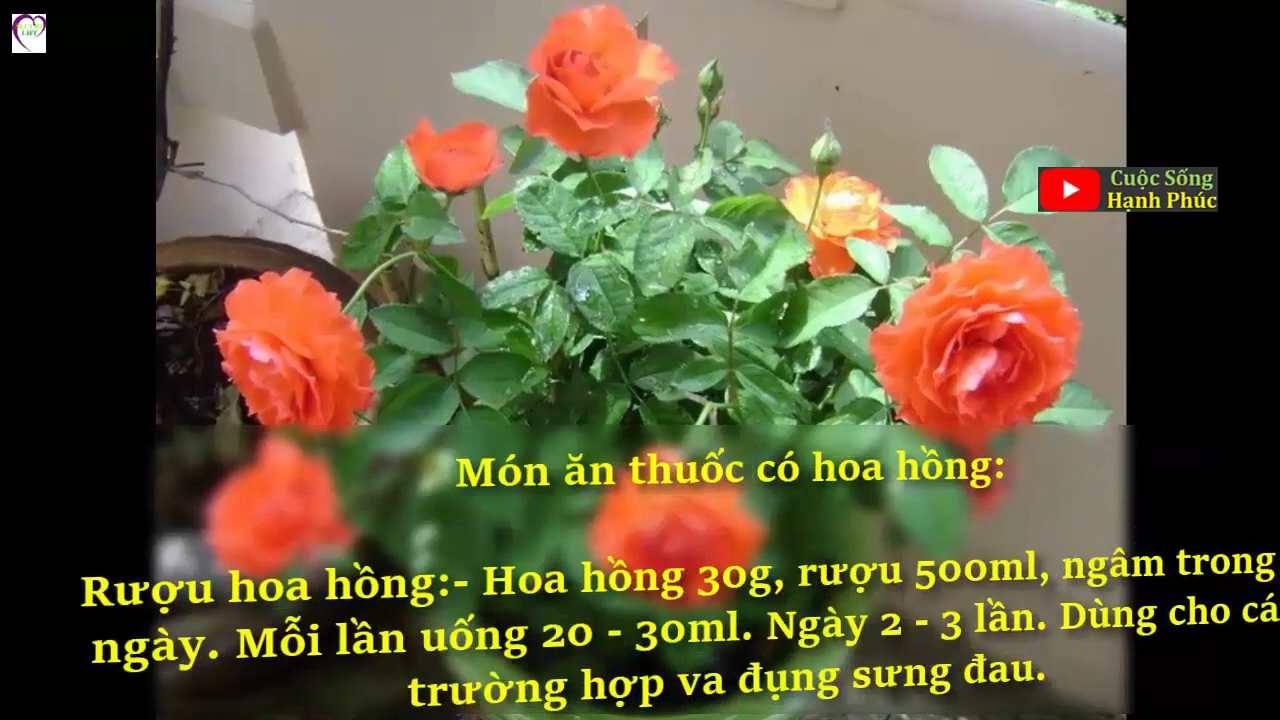 Cuộc Sống
Hạnh Phúc
Món ăn thuốc có hoa hồng:
Rượu hoa hồng:- Hoa hồng 30g, rượu 500ml, ngâm trong
ngày. Mỗi lần uống 20 - 30ml. Ngày 2 - 3 lần. Dùng cho
trường hợp va đụng sưng đau.